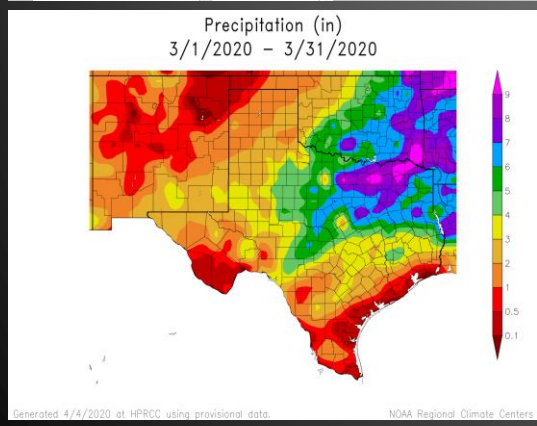 Precipitation (in)
3/1/2020 – 3/31/2020
9
8
7
6
5
4
3
2
1
0.5
0.1
Generated 4/4/2020 at HPRCC using provisional data.
NOAA Regional Climate Centers